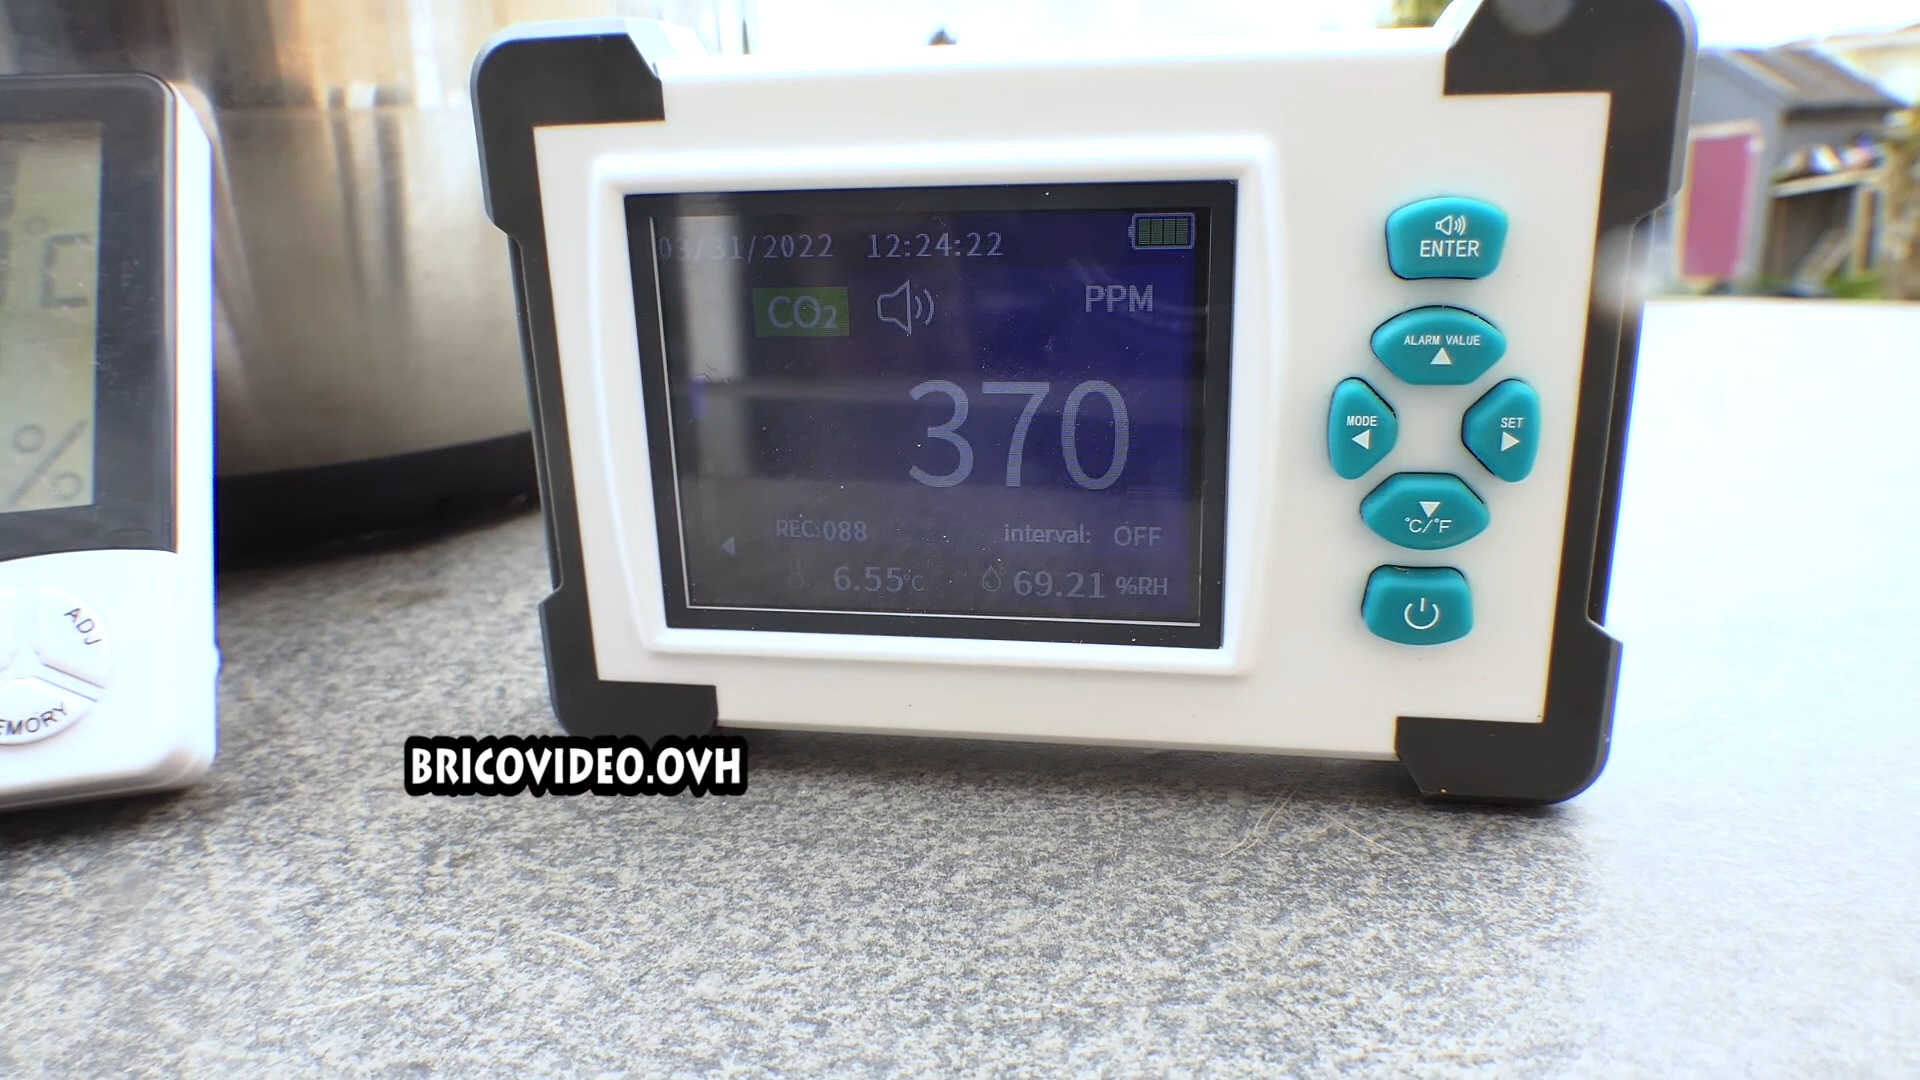 °C
%
ADJ
EMORY
03/31/2022 12:24:22
CO₂ PPM
370
REC:088 interval: OFF
6.55°C 69.21 %RH
ENTER
ALARM VALUE
MODE
SET
°C/°F
BRICOVIDEO.OVH